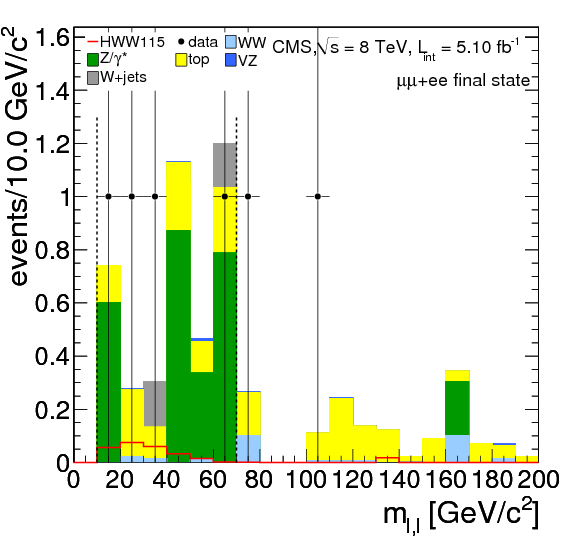 HWW115 data WW CMS,√s = 8 TeV, L_int = 5.10 fb⁻¹
Z/γ* top VZ
W+jets μμ+ee final state
events/10.0 GeV/c²
1.6
1.4
1.2
1
0.8
0.6
0.4
0.2
0
0 20 40 60 80 100 120 140 160 180 200
m_l,l [GeV/c²]